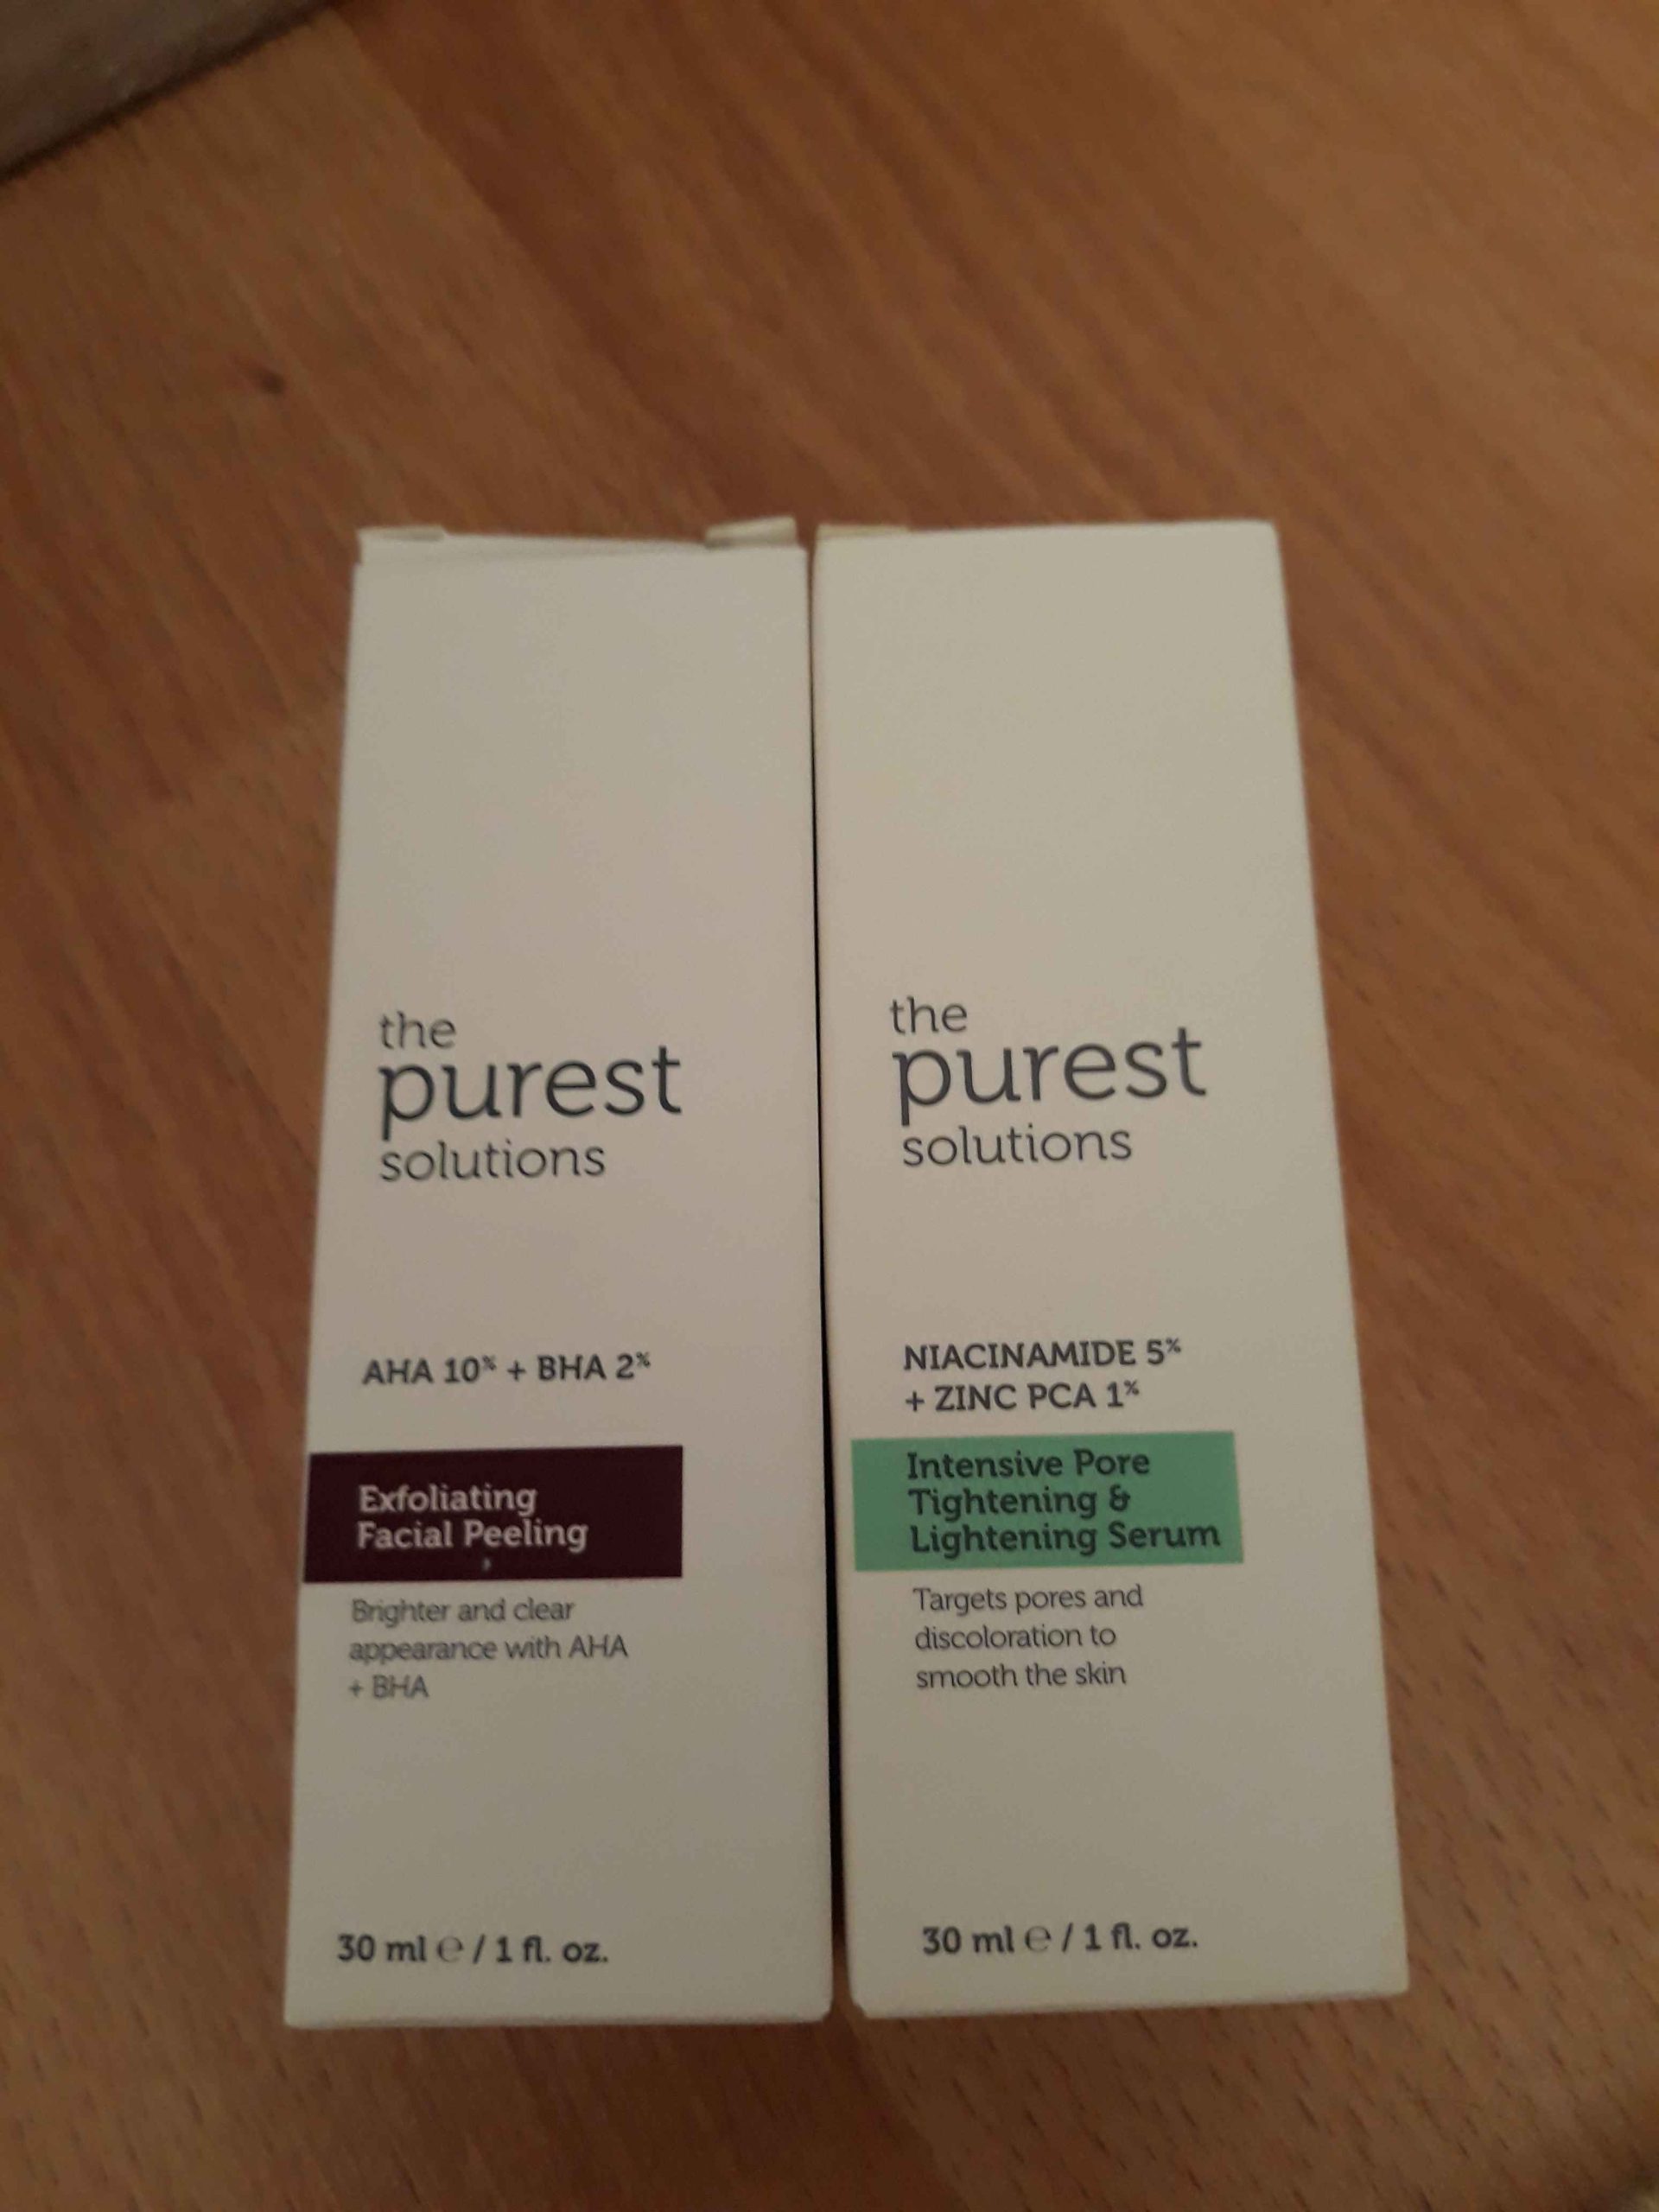 the
purest
solutions
AHA 10% + BHA 2%
Exfoliating
Facial Peeling
Brighter and clear
appearance with AHA
+ BHA
30 ml ℮ / 1 fl. oz.
the
purest
solutions
NIACINAMIDE 5%
+ ZINC PCA 1%
Intensive Pore
Tightening &
Lightening Serum
Targets pores and
discoloration to
smooth the skin
30 ml ℮ / 1 fl. oz.